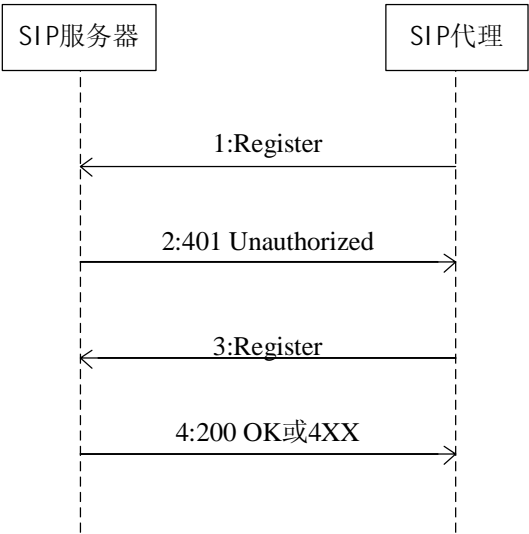 SIP服务器
SIP代理
1:Register
2:401 Unauthorized
3:Register
4:200 OK或4XX